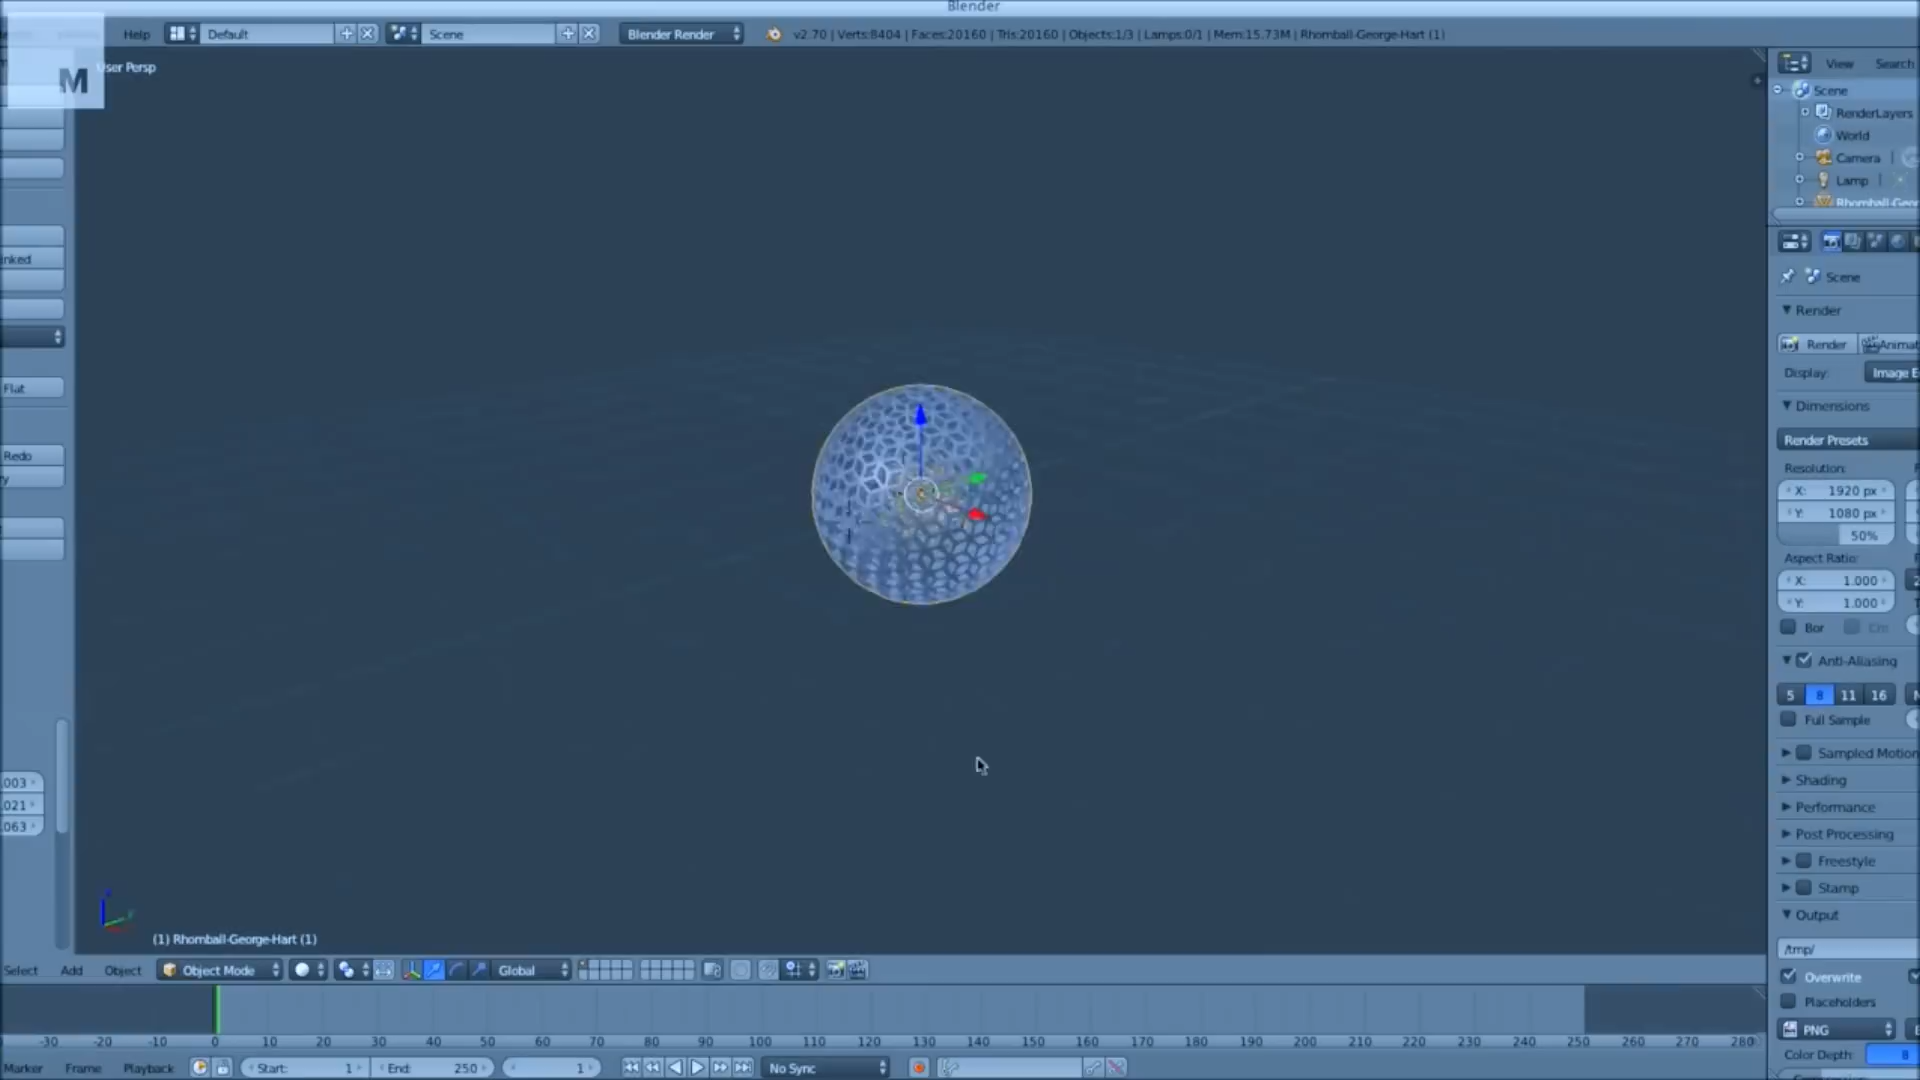 Blender
Help Default Scene Blender Render v2.70 | Verts:8404 | Faces:20160 | Tris:20160 | Objects:1/3 | Lamps:0/1 | Mem:15.73M | Rhomball-George-Hart (1)
M
User Persp
View Search
Scene
RenderLayers
World
Camera
Lamp
Rhomball-Geor
inked
Flat
Redo
.003
.021
.063
Scene
Render
Render Animat
Display: Image E
Dimensions
Render Presets
Resolution:
X: 1920 px
Y: 1080 px
50%
Aspect Ratio:
X: 1.000
Y: 1.000
Bor
Anti-Aliasing
5 8 11 16
Full Sample
Sampled Motion
Shading
Performance
Post Processing
Freestyle
Stamp
Output
/tmp/
Overwrite
Placeholders
PNG
Color Depth: 8
(1) Rhomball-George-Hart (1)
Select Add Object Object Mode Global
-30 -20 -10 0 10 20 30 40 50 60 70 80 90 100 110 120 130 140 150 160 170 180 190 200 210 220 230 240 250 260 270 280
Marker Frame Playback Start: 1 End: 250 1 No Sync